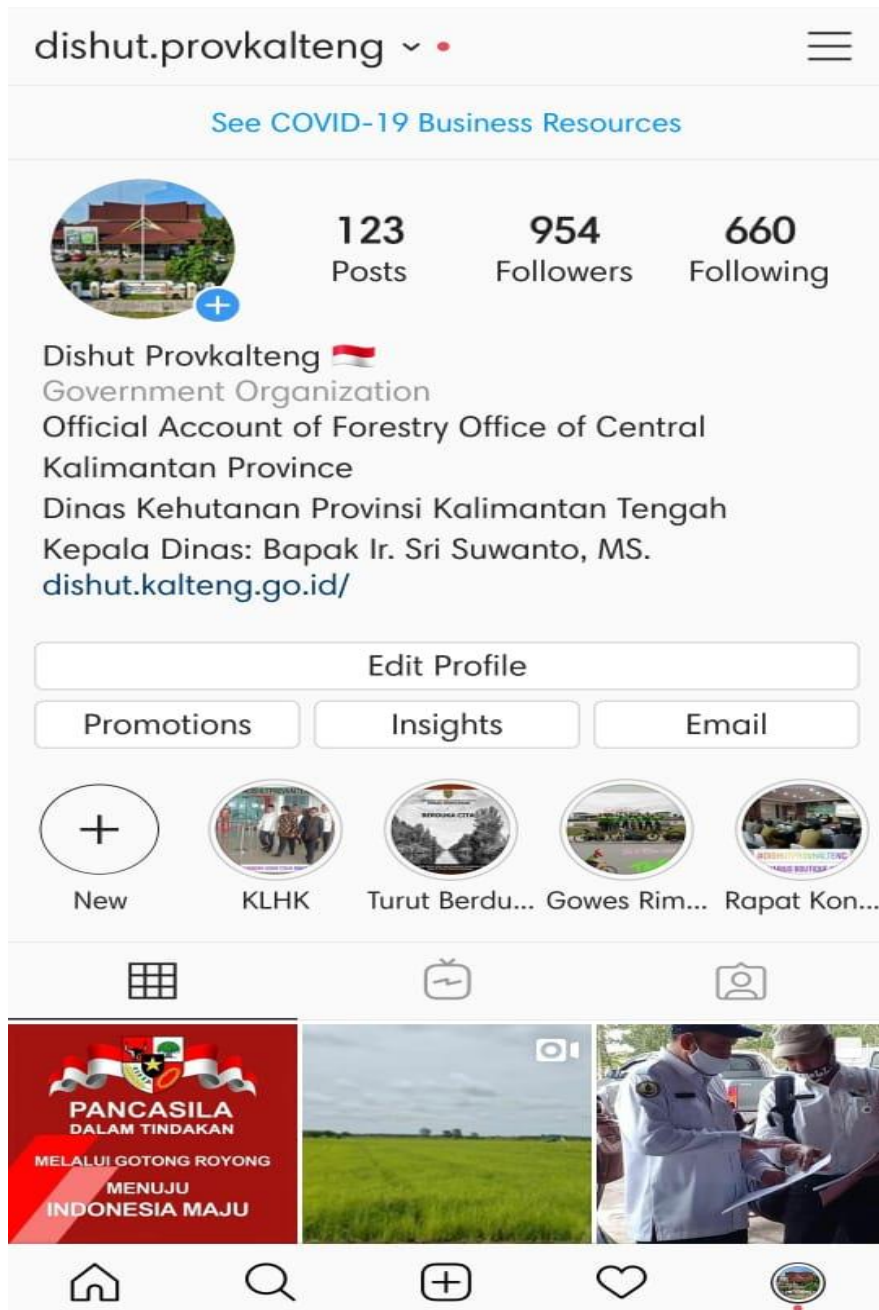 dishut.provkalteng
See COVID-19 Business Resources
123 954 660
Posts Followers Following
Dishut Provkalteng
Government Organization
Official Account of Forestry Office of Central
Kalimantan Province
Dinas Kehutanan Provinsi Kalimantan Tengah
Kepala Dinas: Bapak Ir. Sri Suwanto, MS.
dishut.kalteng.go.id/
Edit Profile
Promotions Insights Email
BERDUKA CITA
New KLHK Turut Berdu... Gowes Rim... Rapat Kon...
PANCASILA
DALAM TINDAKAN
MELALUI GOTONG ROYONG
MENUJU
INDONESIA MAJU